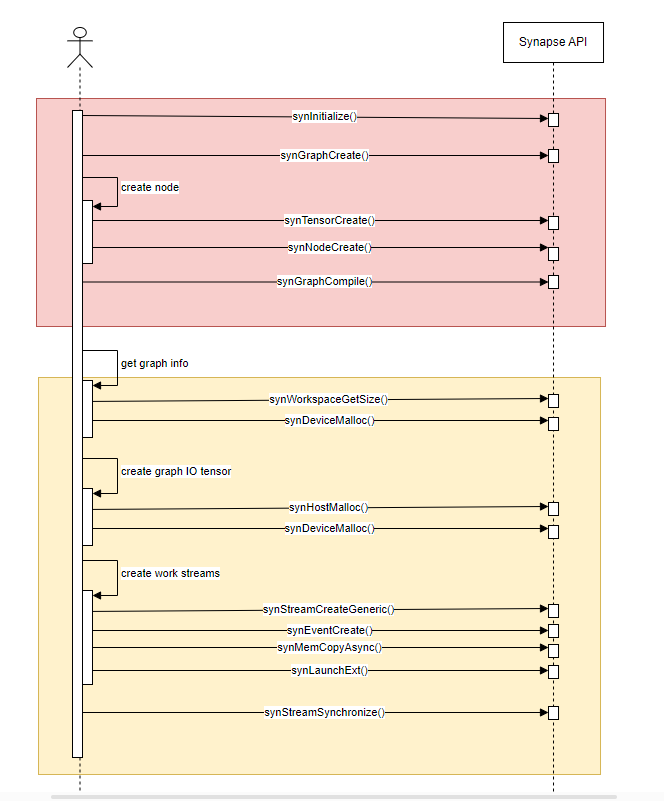 Synapse API
synInitialize()
synGraphCreate()
create node
synTensorCreate()
synNodeCreate()
synGraphCompile()
get graph info
synWorkspaceGetSize()
synDeviceMalloc()
create graph IO tensor
synHostMalloc()
synDeviceMalloc()
create work streams
synStreamCreateGeneric()
synEventCreate()
synMemCopyAsync()
synLaunchExt()
synStreamSynchronize()